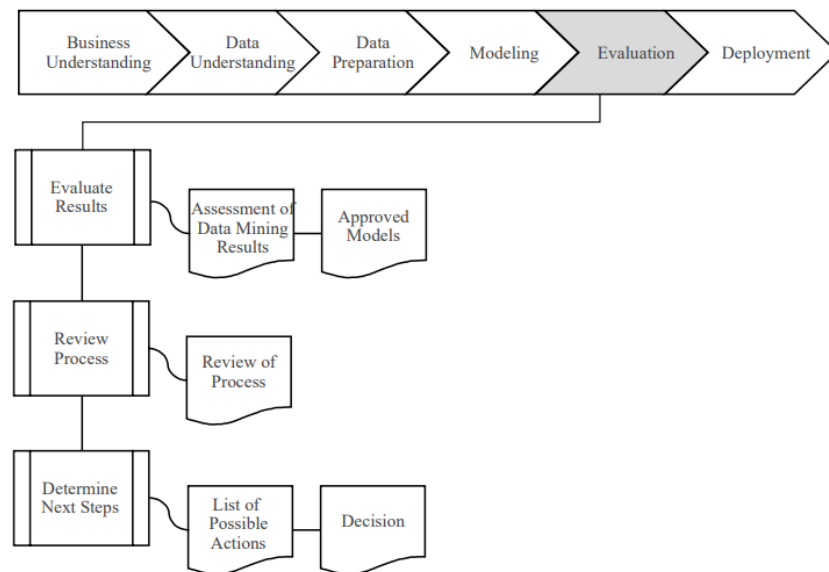 Business
Understanding
Data
Understanding
Data
Preparation
Modeling
Evaluation
Deployment
Evaluate
Results
Assessment of
Data Mining
Results
Approved
Models
Review
Process
Review of
Process
Determine
Next Steps
List of
Possible
Actions
Decision